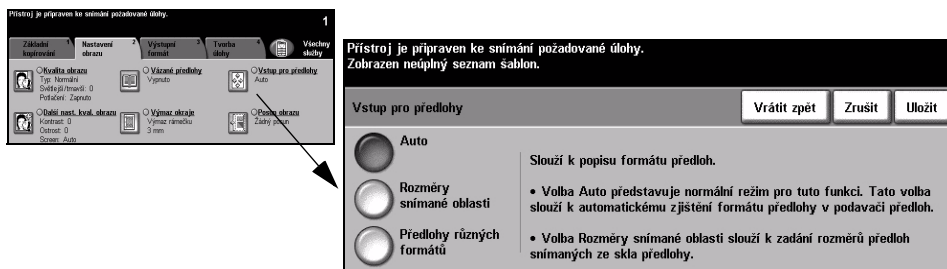 Přístroj je připraven ke snímání požadované úlohy.
1
Základní kopírování 1
Nastavení obrazu 2
Výstupní formát 3
Tvorba úlohy 4
Všechny služby
Kvalita obrazu
Typ: Normální
Světlejší/tmavší: 0
Potlačení: Zapnuto
Vázané předlohy
Vypnuto
Vstup pro předlohy
Auto
Další nast. kval. obrazu
Kontrast: 0
Ostrost: 0
Screen: Auto
Výmaz okraje
Výmaz rámečku
3 mm
Posun obrazu
Žádný posun
Přístroj je připraven ke snímání požadované úlohy.
Zobrazen neúplný seznam šablon.
Vstup pro předlohy
Vrátit zpět
Zrušit
Uložit
Auto
Rozměry
snímané oblasti
Předlohy různých
formátů
Slouží k popisu formátu předloh.
• Volba Auto představuje normální režim pro tuto funkci. Tato volba
slouží k automatickému zjištění formátu předlohy v podavači předloh.
• Volba Rozměry snímané oblasti slouží k zadání rozměrů předloh
snímaných ze skla předlohy.